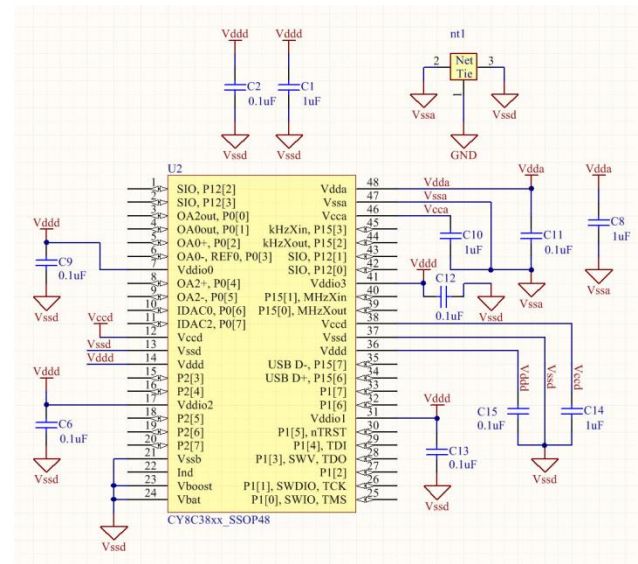 Vddd
C2
0.1uF
Vssd
Vddd
C1
1uF
Vssd
nt1
2
Net
Tie
3
1
Vssa
Vssd
GND
U2
1 SIO, P12[2]
2 SIO, P12[3]
3 OA2out, P0[0]
4 OA0out, P0[1]
5 OA0+, P0[2]
6 OA0-, REF0, P0[3]
7 Vddio0
8 OA2+, P0[4]
9 OA2-, P0[5]
10 IDAC0, P0[6]
11 IDAC2, P0[7]
12 Vccd
13 Vssd
14 Vddd
15 P2[3]
16 P2[4]
17 Vddio2
18 P2[5]
19 P2[6]
20 P2[7]
21 Vssb
22 Ind
23 Vboost
24 Vbat
Vdda 48
Vssa 47
Vcca 46
kHzXin, P15[3] 45
kHzXout, P15[2] 44
SIO, P12[1] 43
SIO, P12[0] 42
Vddio3 41
P15[1], MHzXin 40
P15[0], MHzXout 39
Vccd 38
Vssd 37
Vddd 36
USB D-, P15[7] 35
USB D+, P15[6] 34
P1[7] 33
P1[6] 32
Vddio1 31
P1[5], nTRST 30
P1[4], TDI 29
P1[3], SWV, TDO 28
P1[2] 27
P1[1], SWDIO, TCK 26
P1[0], SWIO, TMS 25
CY8C38xx_SSOP48
Vddd
C9
0.1uF
Vssd
Vccd
Vssd
Vddd
Vddd
C6
0.1uF
Vssd
Vssd
Vdda
Vssa
Vcca
Vdda
C10
1uF
C11
0.1uF
Vssa
Vdda
C8
1uF
Vssa
Vddd
C12
0.1uF
Vssd
Vddd
Vssd
Vccd
C15
0.1uF
C14
1uF
Vssd
Vddd
C13
0.1uF
Vssd